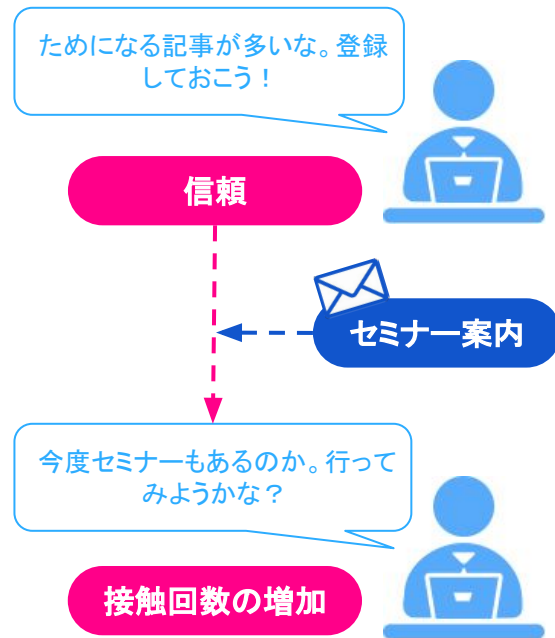 ためになる記事が多いな。登録
しておこう！
信頼
セミナー案内
今度セミナーもあるのか。行って
みようかな？
接触回数の増加